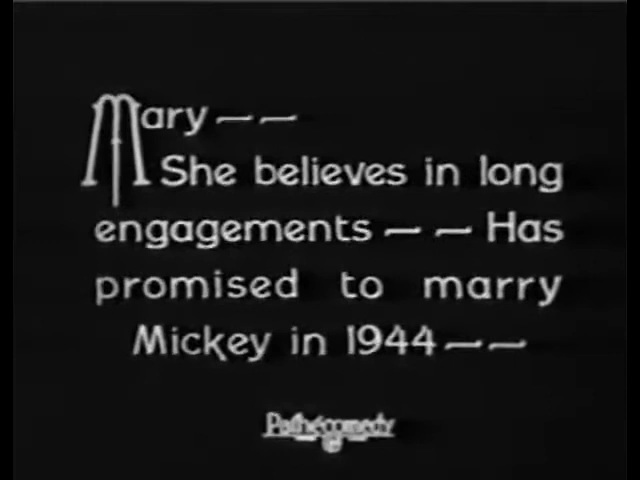 Mary — —
She believes in long
engagements — — Has
promised to marry
Mickey in 1944 — —
Pathécomedy